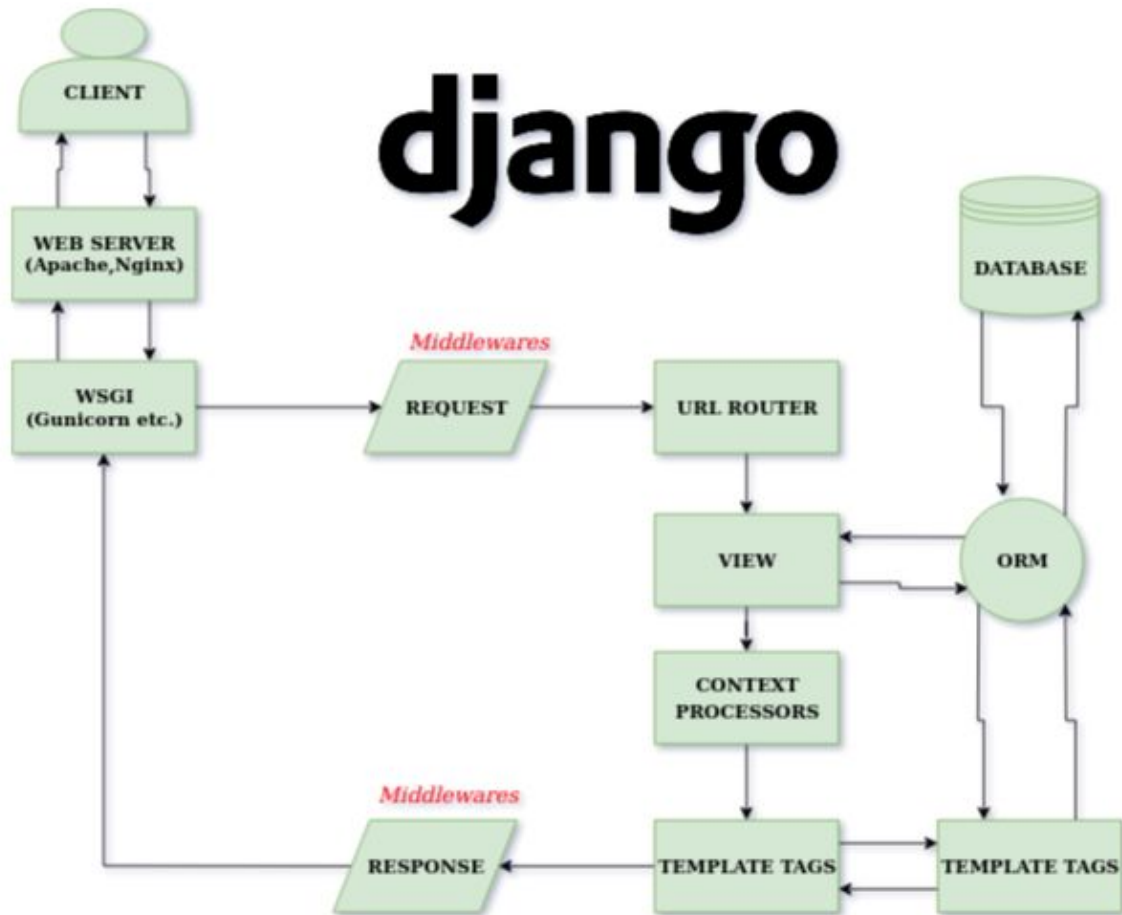 CLIENT
django
WEB SERVER
(Apache,Nginx)
DATABASE
Middlewares
WSGI
(Gunicorn etc.)
REQUEST
URL ROUTER
VIEW
ORM
CONTEXT
PROCESSORS
Middlewares
RESPONSE
TEMPLATE TAGS
TEMPLATE TAGS